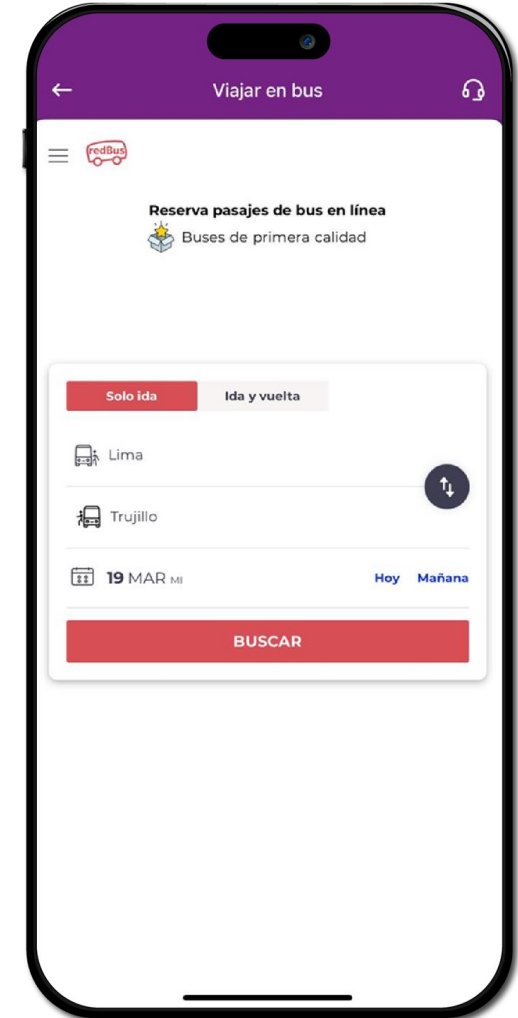 Viajar en bus
redBus
Reserva pasajes de bus en línea
Buses de primera calidad
Solo ida Ida y vuelta
Lima
Trujillo
19 MAR MI Hoy Mañana
BUSCAR